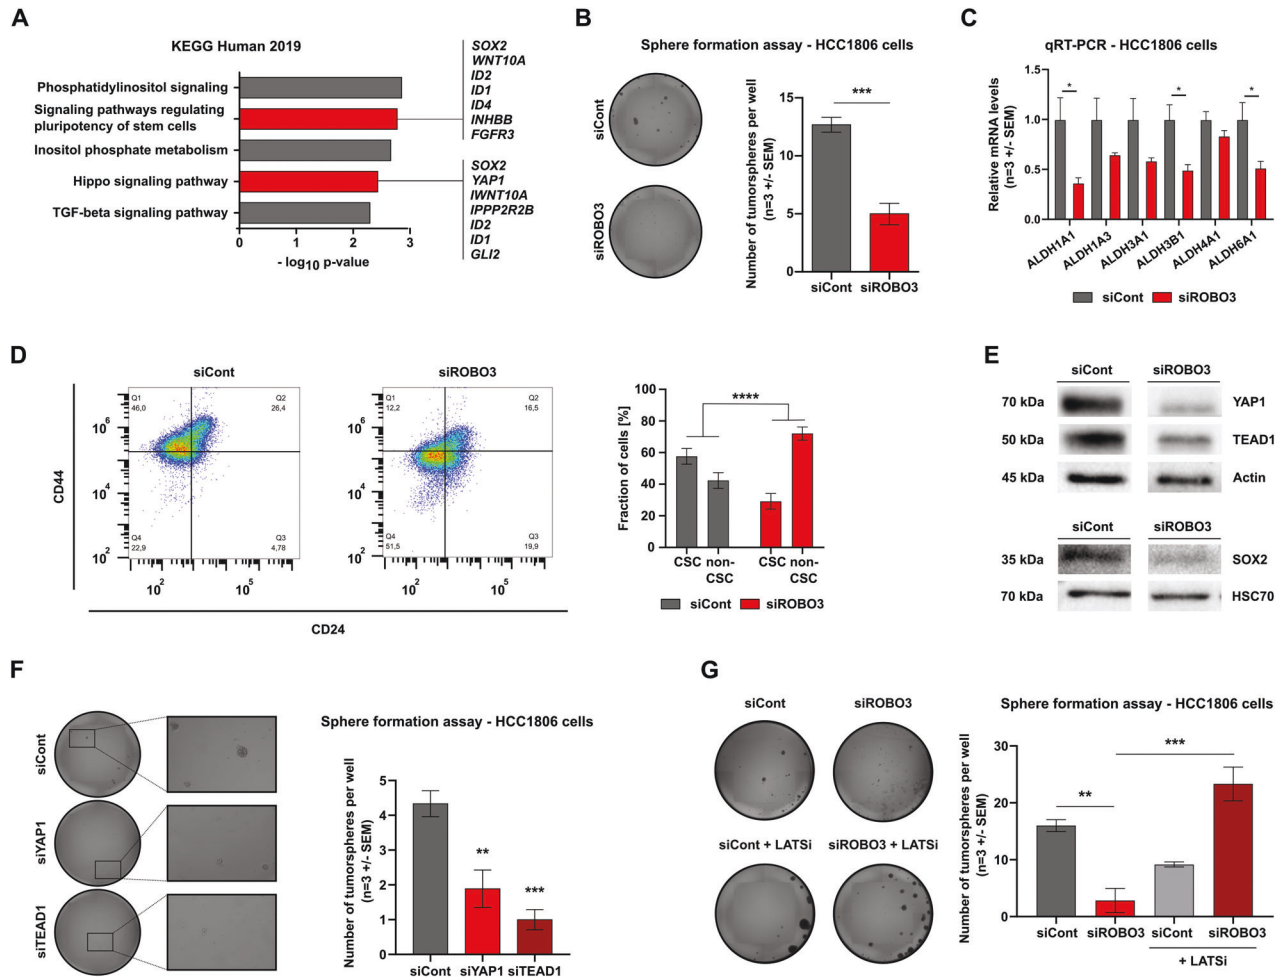 A
KEGG Human 2019
Phosphatidylinositol signaling
Signaling pathways regulating
pluripotency of stem cells
Inositol phosphate metabolism
Hippo signaling pathway
TGF-beta signaling pathway
0 1 2 3
- log10 p-value
SOX2
WNT10A
ID2
ID1
ID4
INHBB
FGFR3
SOX2
YAP1
IWNT10A
IPPP2R2B
ID2
ID1
GLI2
B
Sphere formation assay - HCC1806 cells
siCont
siROBO3
Number of tumorspheres per well
(n=3 +/- SEM)
15
10
5
0
***
siCont siROBO3
C
qRT-PCR - HCC1806 cells
Relative mRNA levels
(n=3 +/- SEM)
1.5
1.0
0.5
0.0
* * *
ALDH1A1 ALDH1A3 ALDH3A1 ALDH3B1 ALDH4A1 ALDH6A1
siCont siROBO3
D
siCont siROBO3
CD44
10^6
10^4
10^2
Q1
46,0
Q2
26,4
Q4
22,9
Q3
4,78
10^2 10^5
10^6
10^4
10^2
Q1
12,2
Q2
16,5
Q4
51,5
Q3
19,9
10^2 10^5
CD24
Fraction of cells [%]
100
80
60
40
20
0
****
CSC non-CSC CSC non-CSC
siCont siROBO3
E
siCont siROBO3
70 kDa YAP1
50 kDa TEAD1
45 kDa Actin
siCont siROBO3
35 kDa SOX2
70 kDa HSC70
F
siCont
siYAP1
siTEAD1
Sphere formation assay - HCC1806 cells
Number of tumorspheres per well
(n=3 +/- SEM)
5
4
3
2
1
0
** ***
siCont siYAP1 siTEAD1
G
siCont siROBO3
siCont + LATSi siROBO3 + LATSi
Sphere formation assay - HCC1806 cells
Number of tumorspheres per well
(n=3 +/- SEM)
30
20
10
0
** ***
siCont siROBO3 siCont siROBO3
+ LATSi